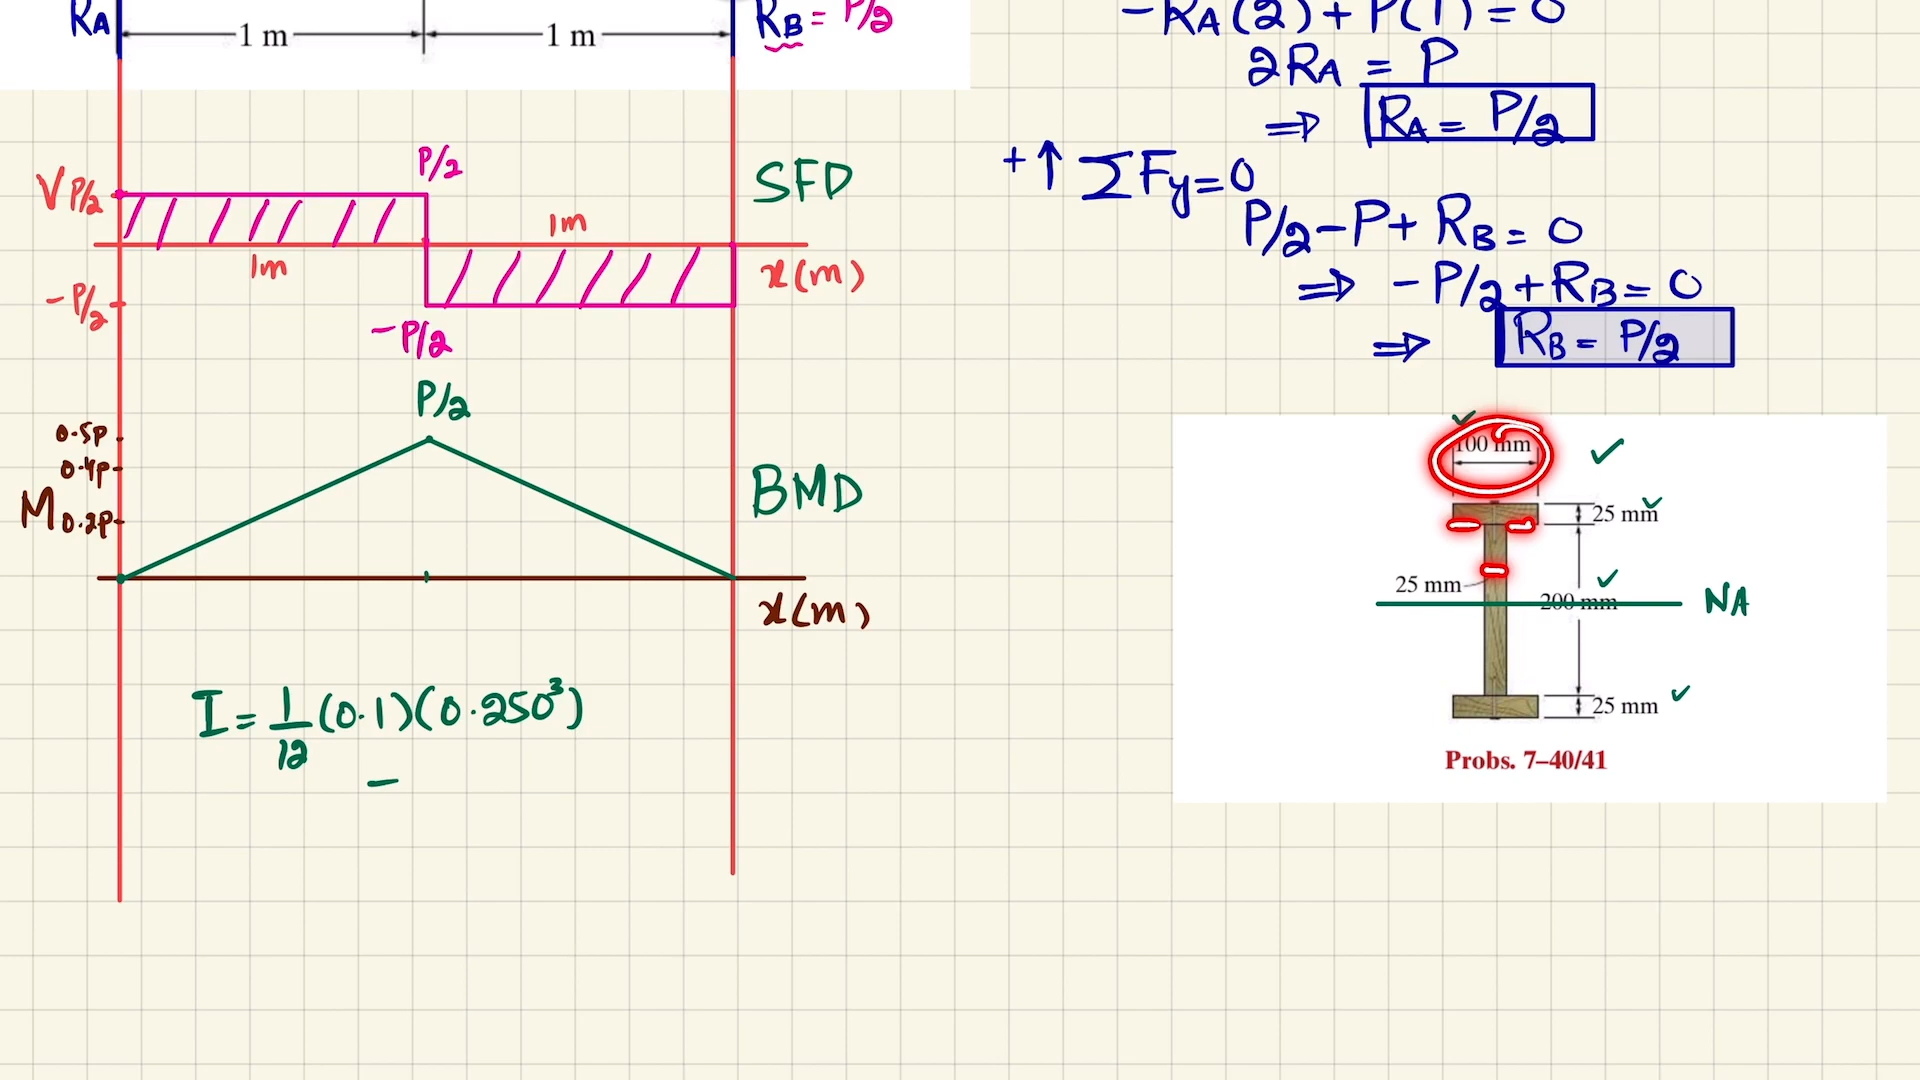 RA
1 m
1 m
RB = P/2
-RA(2) + P(1) = 0
2RA = P
⇒ RA = P/2
+↑ ΣFy=0
P/2 - P + RB = 0
⇒ -P/2 + RB = 0
⇒ RB = P/2
P/2
V P/2
SFD
1m
1m
x(m)
-P/2
-P/2
P/2
0.5P
0.4P
M 0.2P
BMD
x(m)
I = 1/12 (0.1)(0.250³)
-
100 mm
25 mm
25 mm
200 mm
NA
25 mm
Probs. 7–40/41